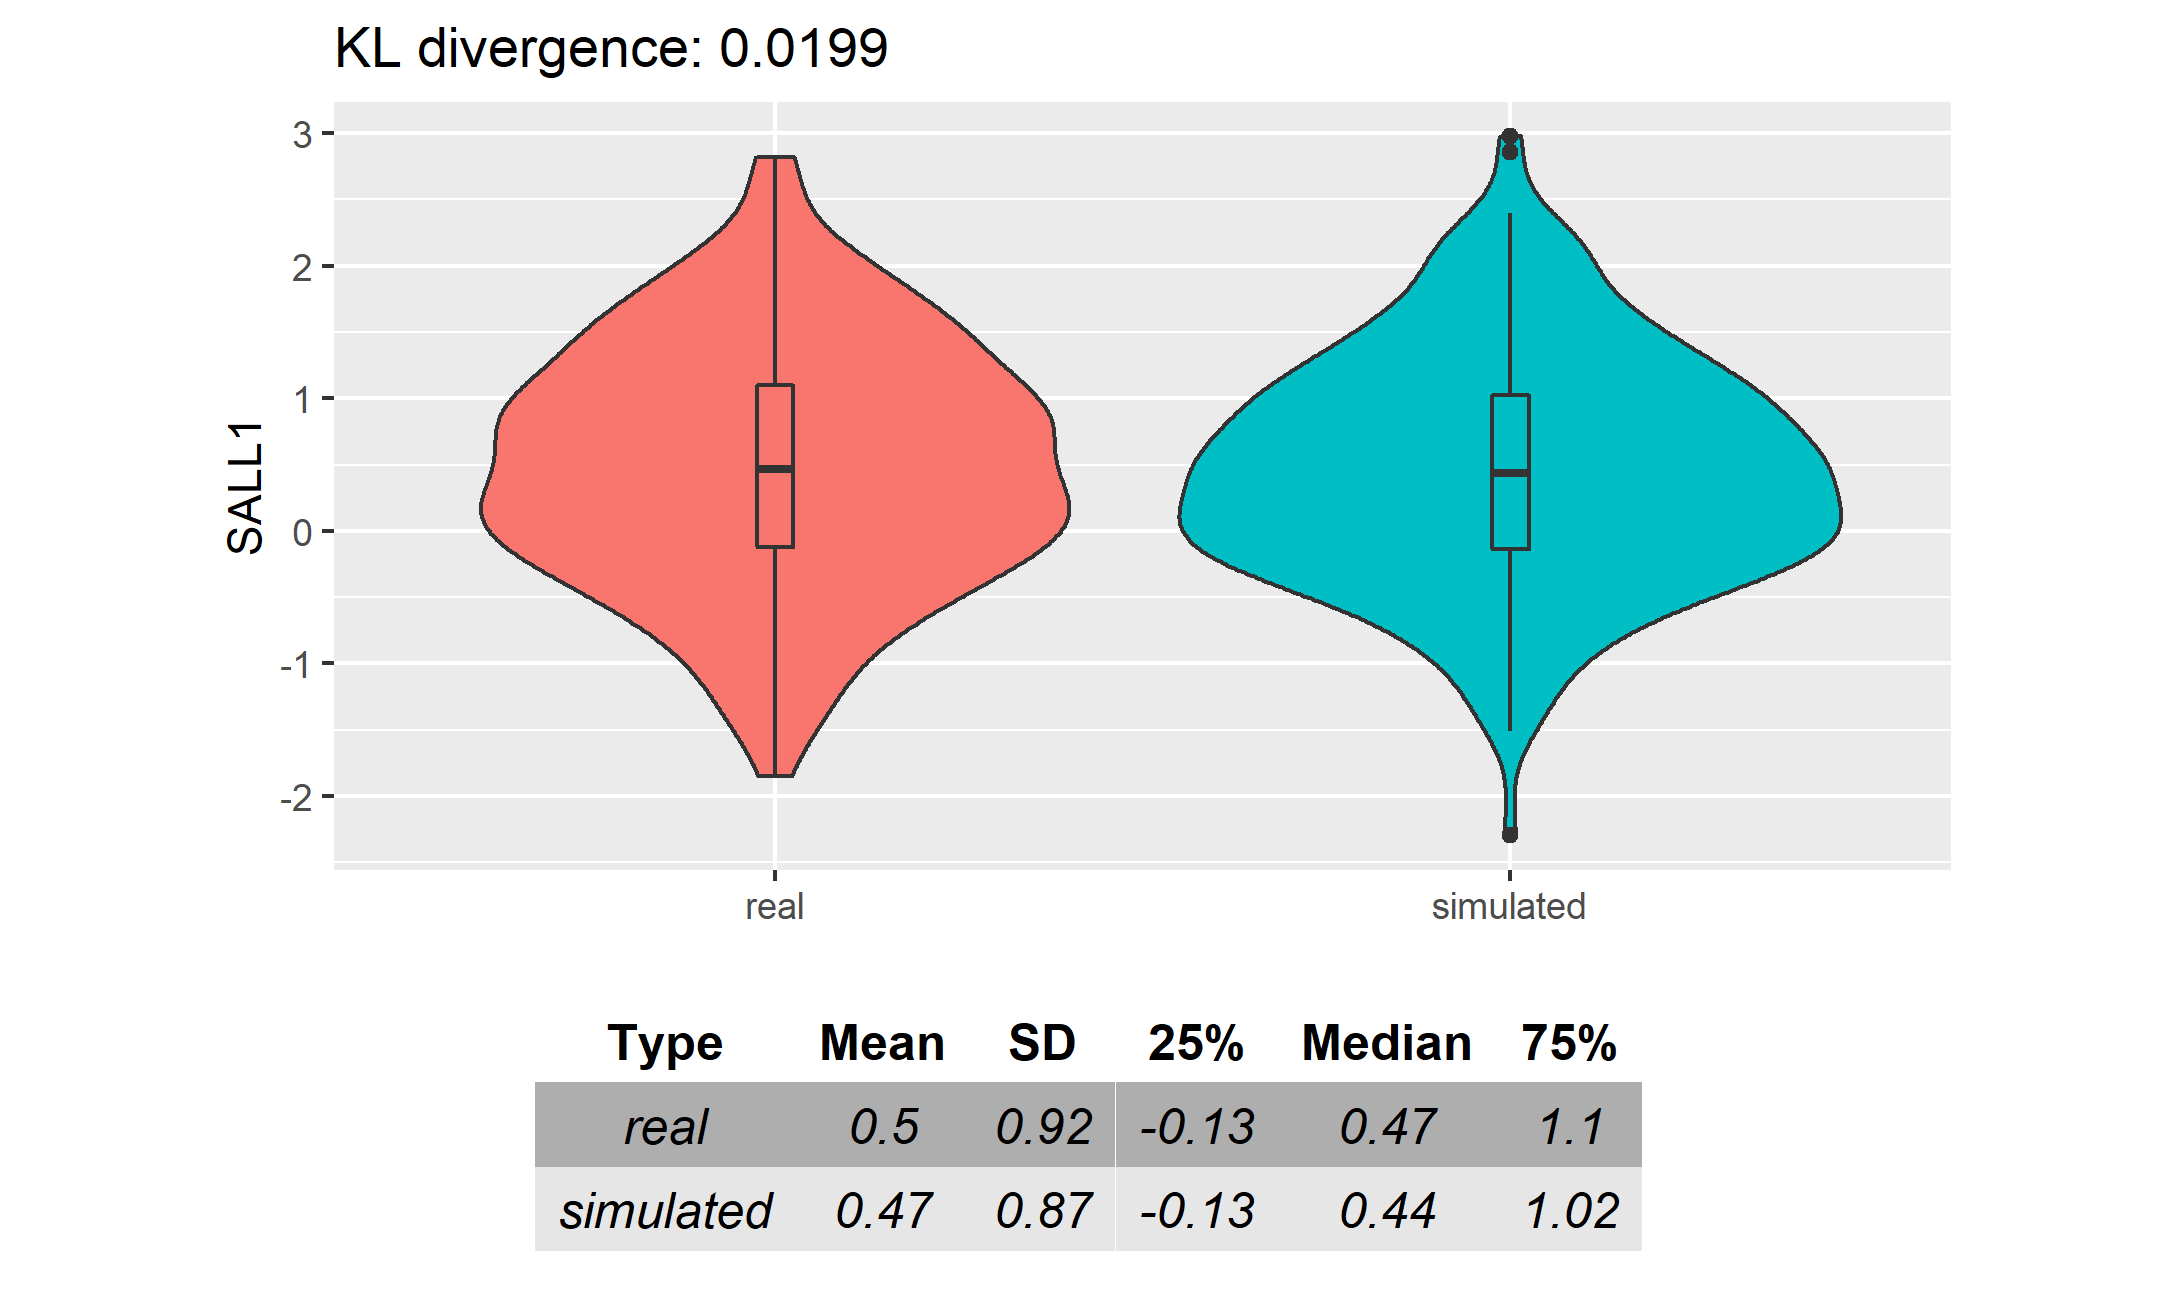 KL divergence: 0.0199
3
2
1
0
-1
-2
SALL1
real simulated
Type Mean SD 25% Median 75%
real 0.5 0.92 -0.13 0.47 1.1
simulated 0.47 0.87 -0.13 0.44 1.02